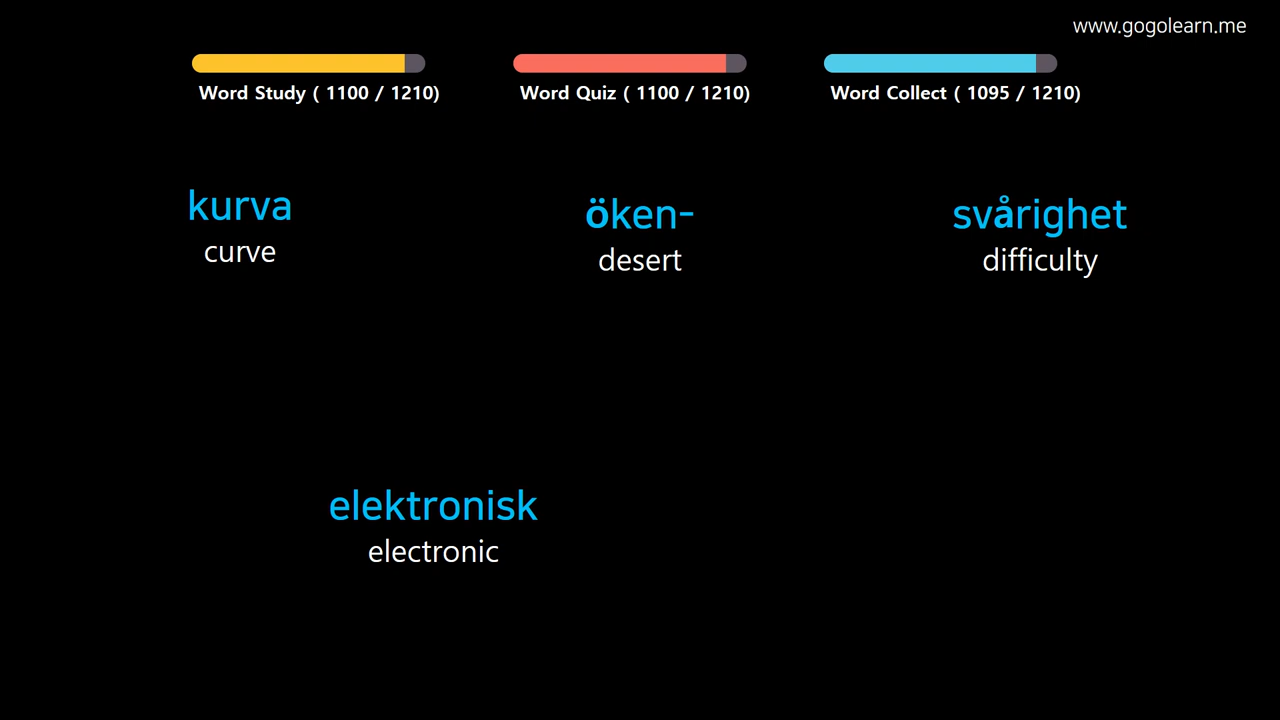 www.gogolearn.me
Word Study ( 1100 / 1210)
Word Quiz ( 1100 / 1210)
Word Collect ( 1095 / 1210)
kurva
curve
öken-
desert
svårighet
difficulty
elektronisk
electronic